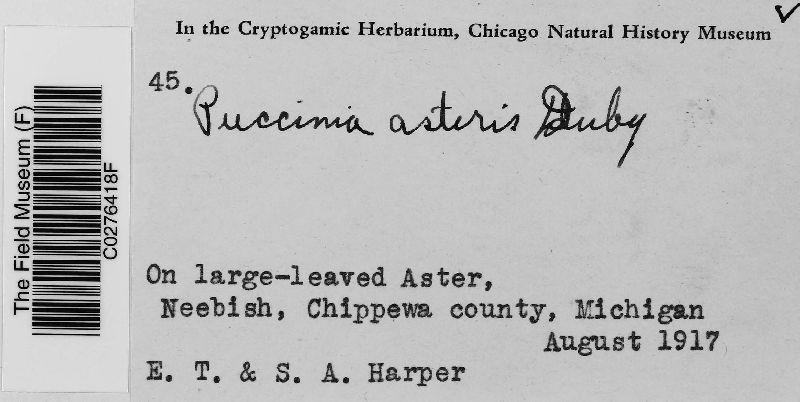 In the Cryptogamic Herbarium, Chicago Natural History Museum
45.
Puccinia asteris Duby
On large-leaved Aster,
Neebish, Chippewa county, Michigan
August 1917
E. T. & S. A. Harper
The Field Museum (F)
C0276418F